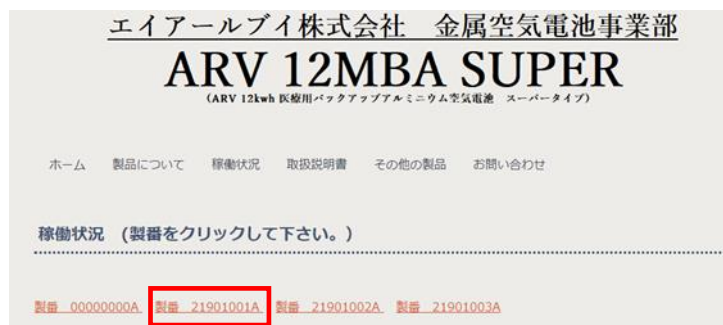 エイアールブイ株式会社　金属空気電池事業部
ARV 12MBA SUPER
(ARV 12kwh 医療用バックアップアルミニウム空気電池　スーパータイプ)
ホーム　製品について　稼働状況　取扱説明書　その他の製品　お問い合わせ
稼働状況　(製番をクリックして下さい。)
製番　00000000A　製番　21901001A　製番　21901002A　製番　21901003A